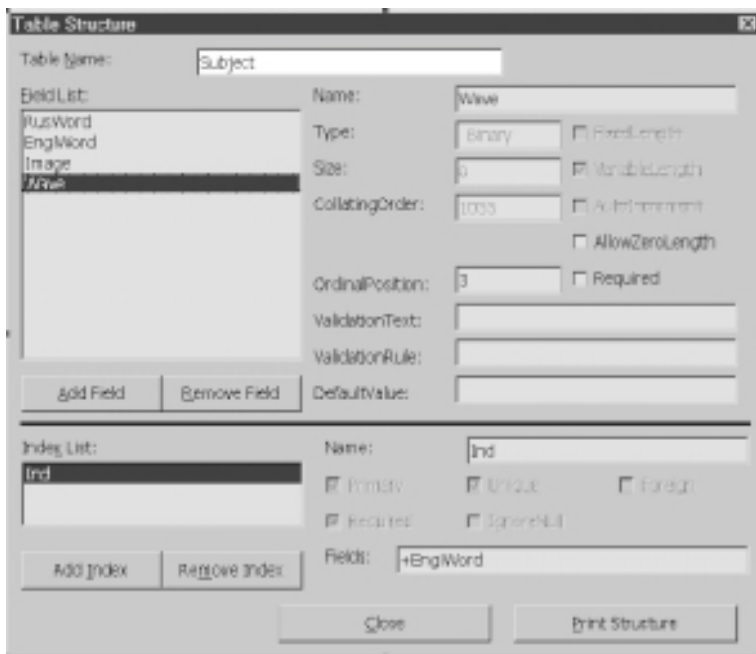 Table Structure
Table Name: Subject
Field List:
RusWord
EnglWord
Image
Wave
Name: Wave
Type: Binary FixedLength
Size: 0 VariableLength
CollatingOrder: 1033 AutoIncrement
AllowZeroLength
OrdinalPosition: 3 Required
ValidationText:
ValidationRule:
DefaultValue:
Add Field Remove Field
Index List:
Ind
Name: Ind
Primary Unique Foreign
Required IgnoreNull
Fields: +EnglWord
Add Index Remove Index
Close Print Structure